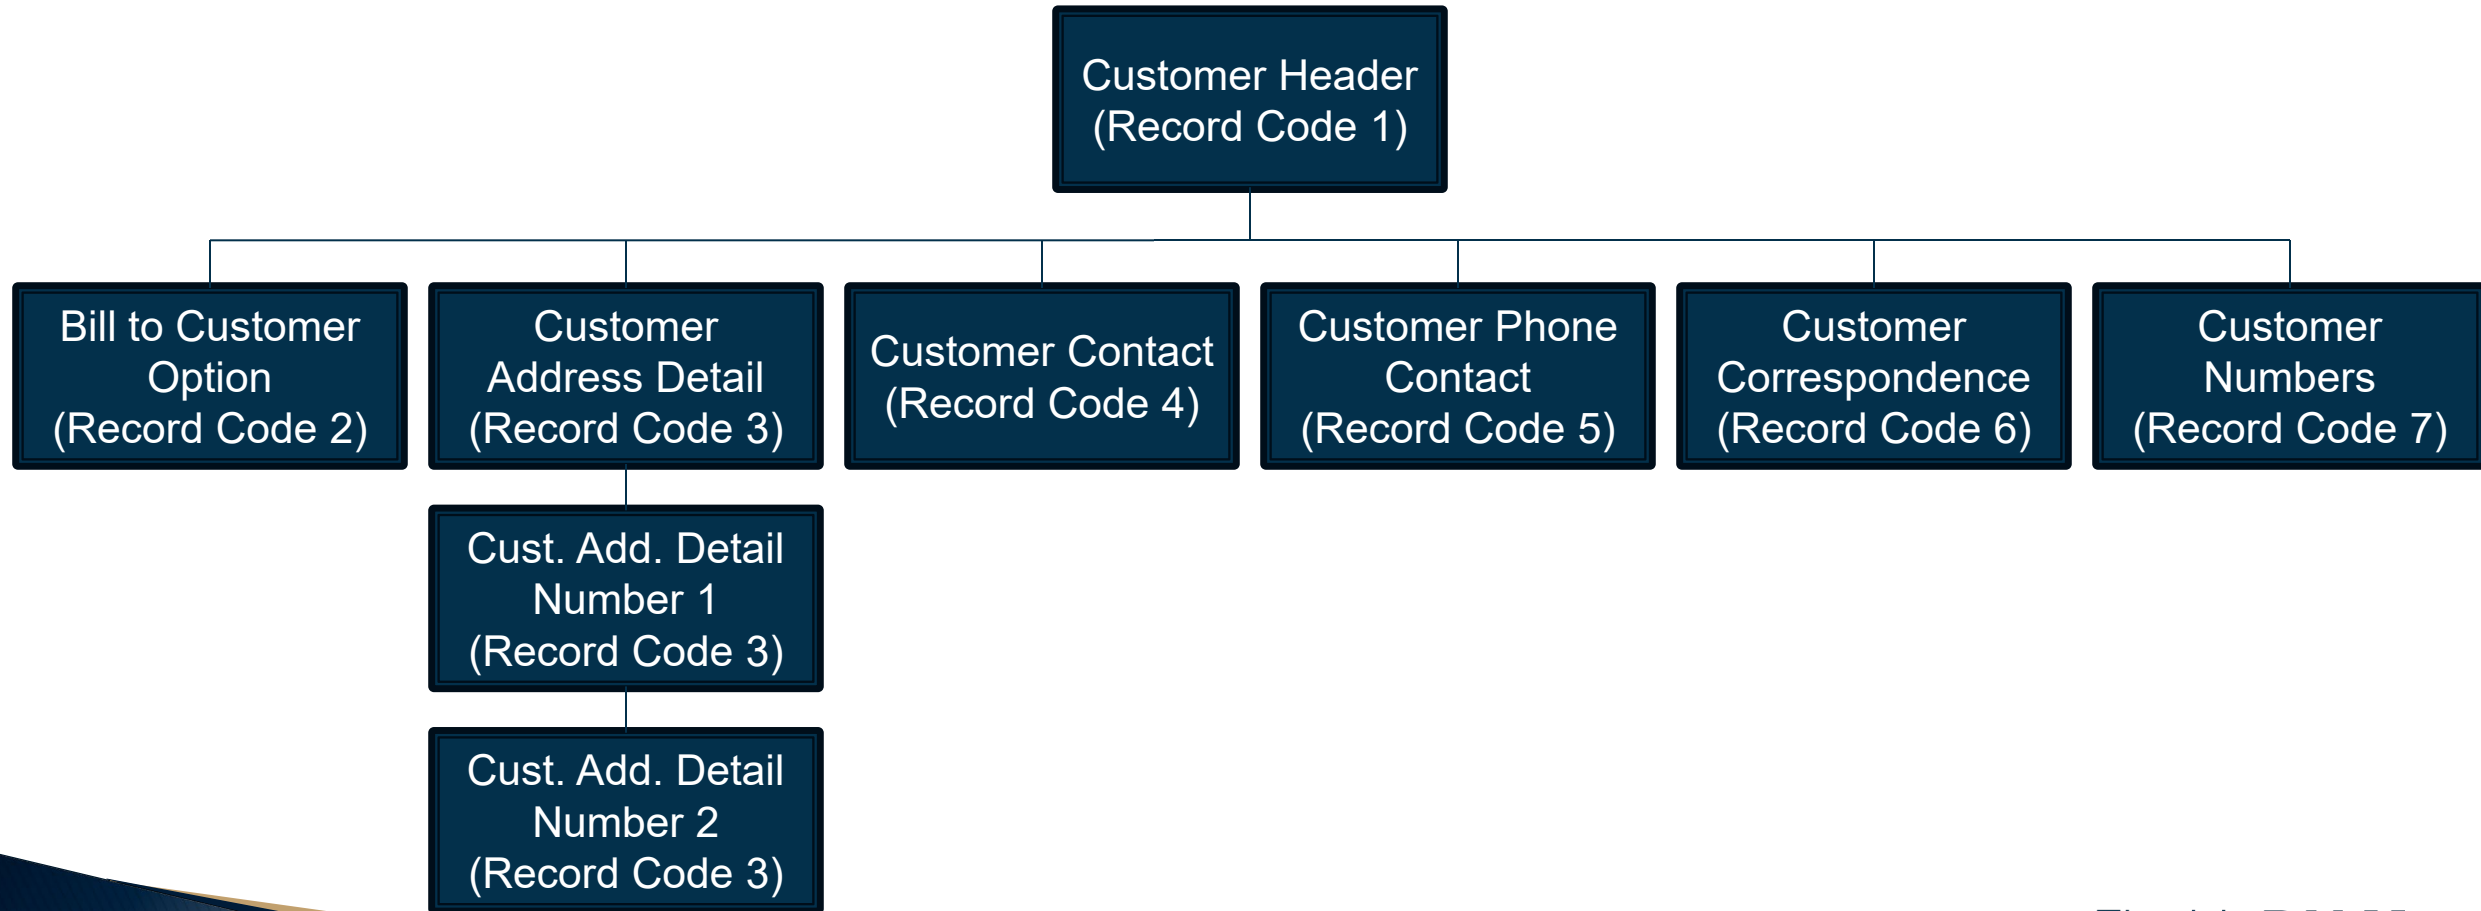 Customer Header
(Record Code 1)
Bill to Customer
Option
(Record Code 2)
Customer
Address Detail
(Record Code 3)
Customer Contact
(Record Code 4)
Customer Phone
Contact
(Record Code 5)
Customer
Correspondence
(Record Code 6)
Customer
Numbers
(Record Code 7)
Cust. Add. Detail
Number 1
(Record Code 3)
Cust. Add. Detail
Number 2
(Record Code 3)